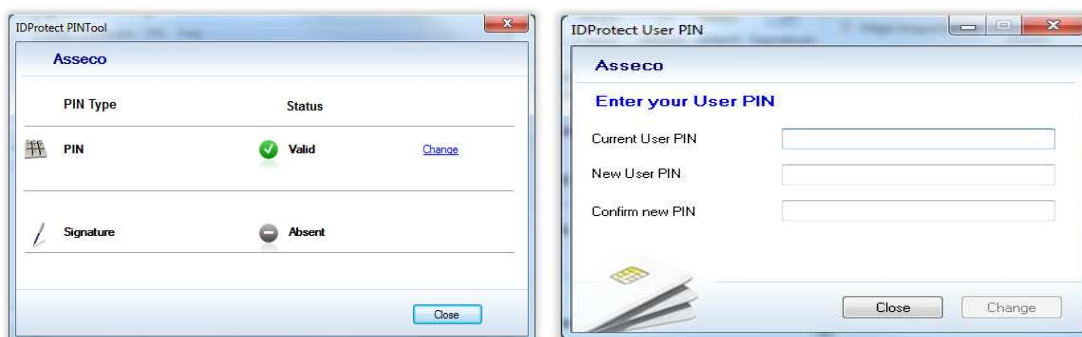 IDProtect PINTool
Asseco
PIN Type Status
PIN Valid Change
Signature Absent
Close
IDProtect User PIN
Asseco
Enter your User PIN
Current User PIN
New User PIN
Confirm new PIN
Close Change